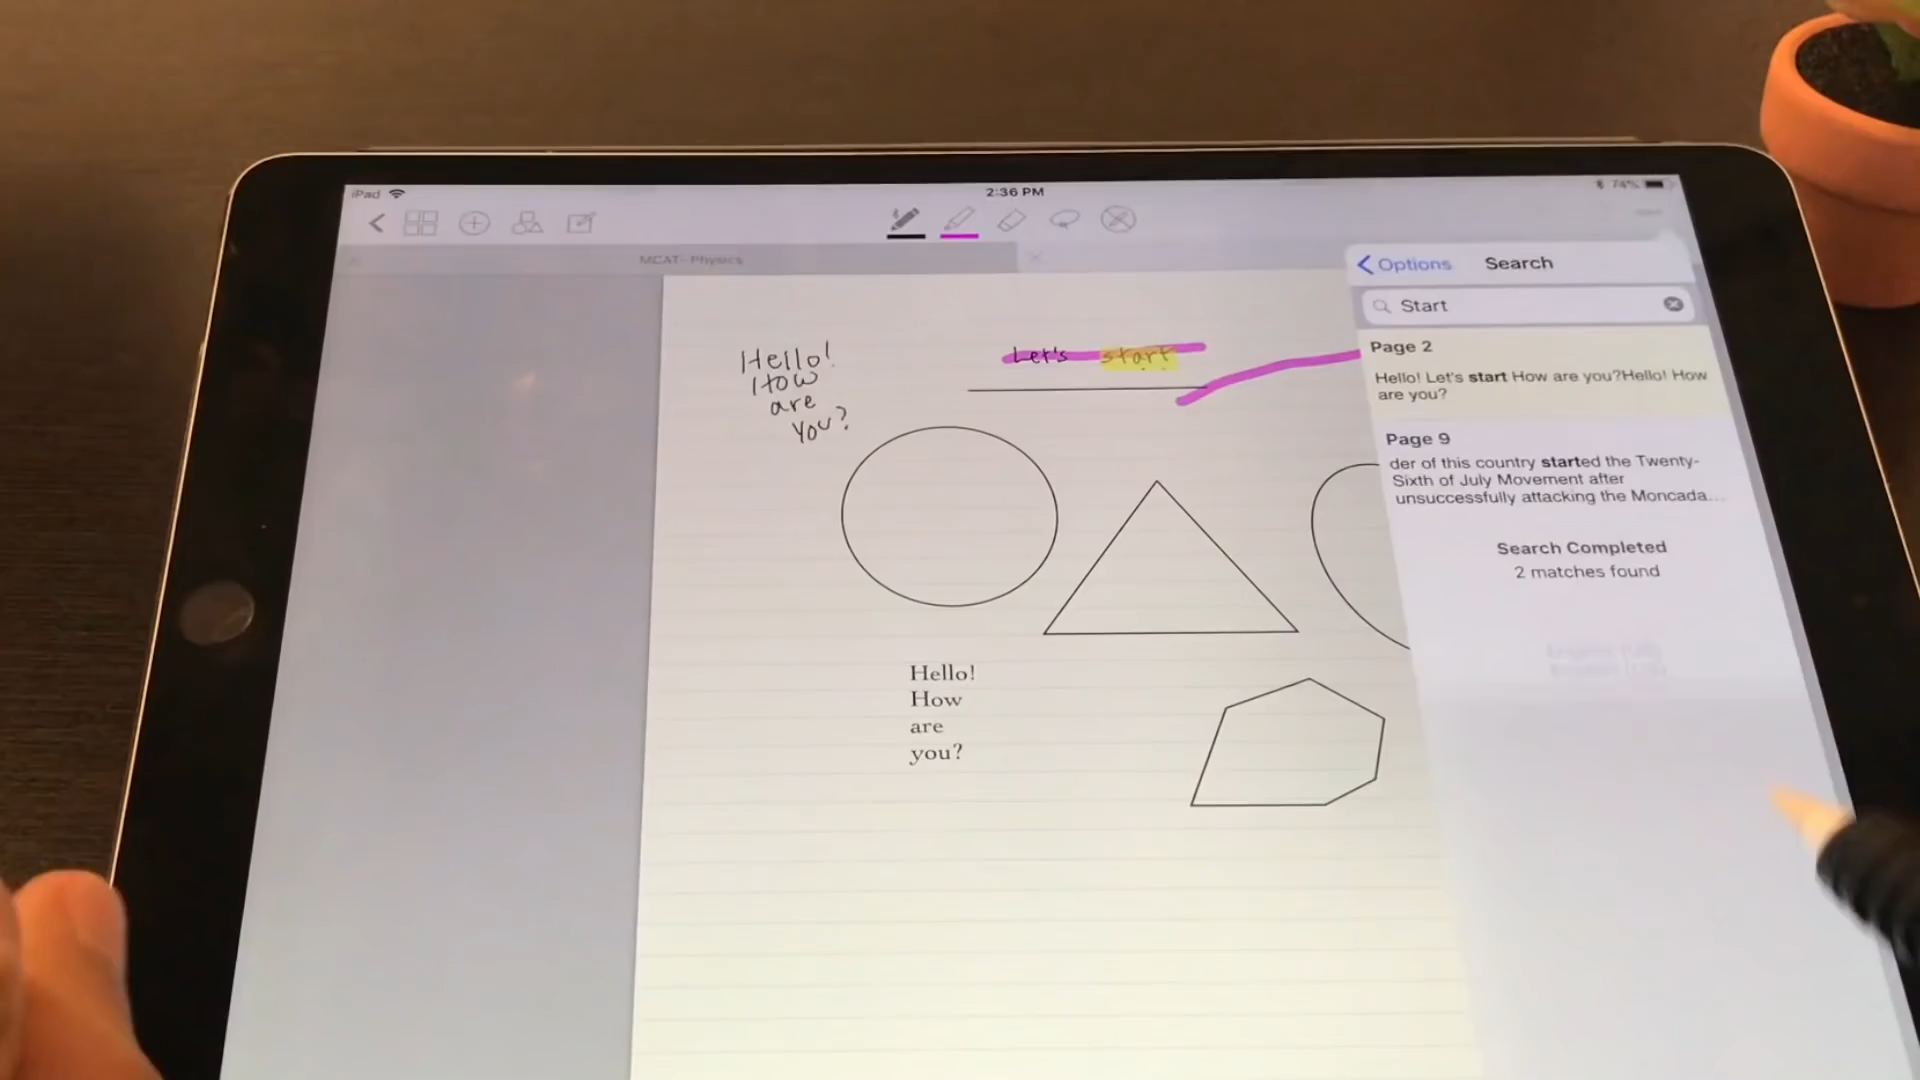 iPad
2:36 PM
74%
MCAT-Physics
Options
Search
Start
Page 2
Hello! Let's start How are you?Hello! How
are you?
Page 9
der of this country started the Twenty-
Sixth of July Movement after
unsuccessfully attacking the Moncada...
Search Completed
2 matches found
Hello!
How
are
you?
Let's start
Hello!
How
are
you?